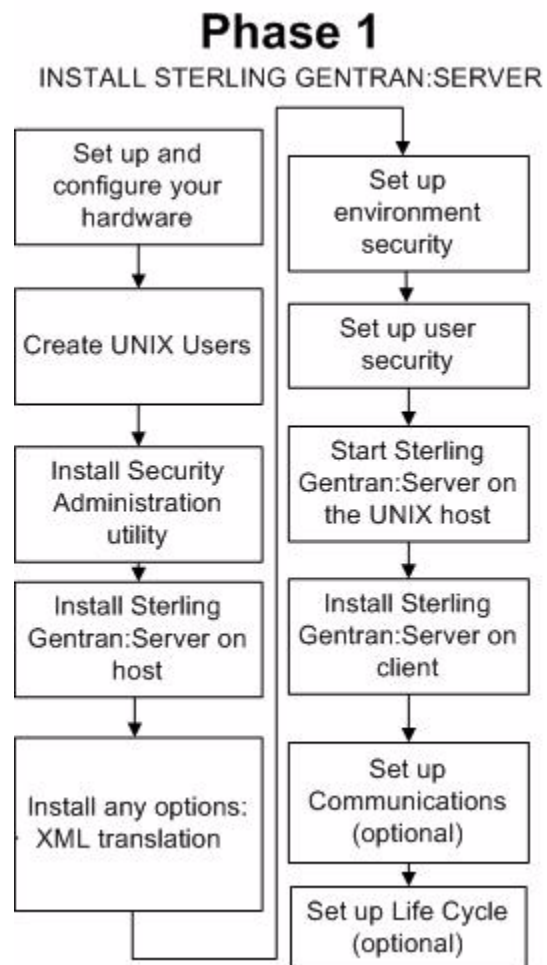 Phase 1
INSTALL STERLING GENTRAN:SERVER
Set up and
configure your
hardware
Create UNIX Users
Install Security
Administration
utility
Install Sterling
Gentran:Server on
host
Install any options:
XML translation
Set up
environment
security
Set up user
security
Start Sterling
Gentran:Server on
the UNIX host
Install Sterling
Gentran:Server on
client
Set up
Communications
(optional)
Set up Life Cycle
(optional)